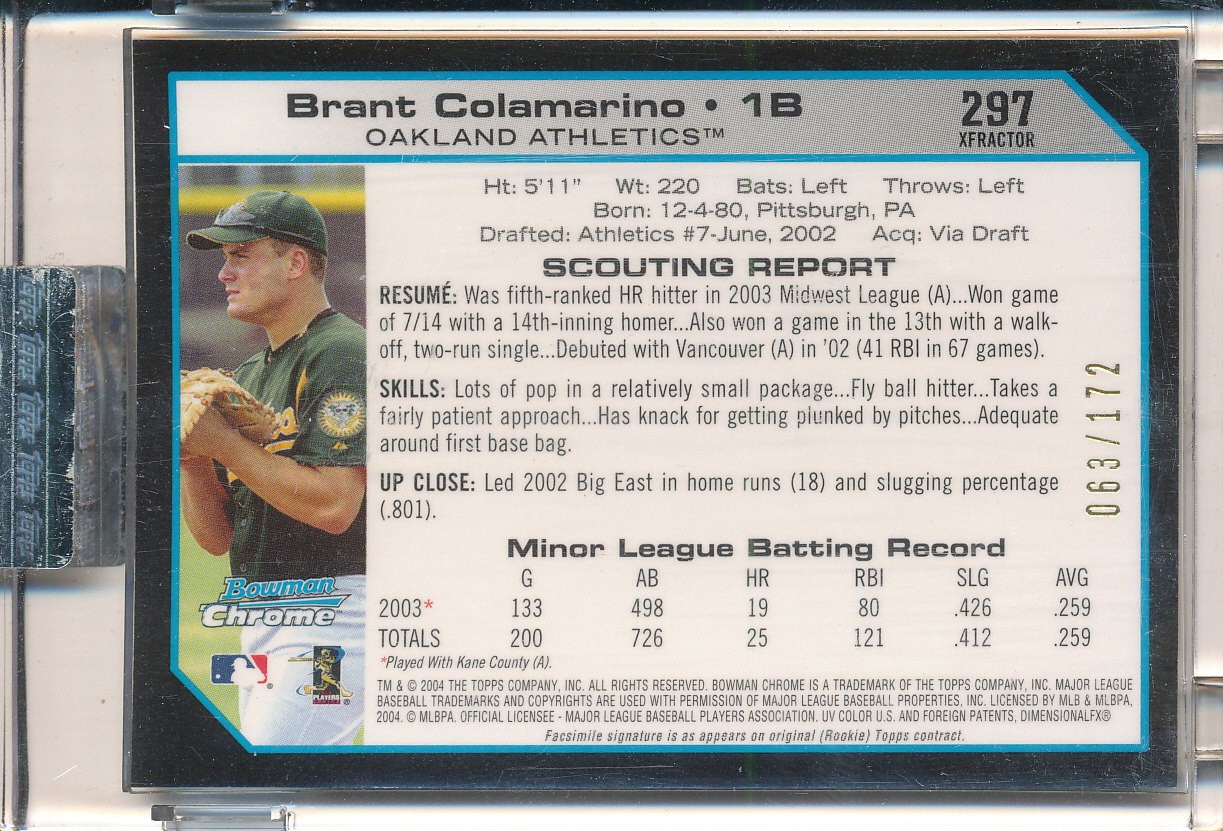 Brant Colamarino • 1B
OAKLAND ATHLETICS™
297
XFRACTOR
Ht: 5'11" Wt: 220 Bats: Left Throws: Left
Born: 12-4-80, Pittsburgh, PA
Drafted: Athletics #7-June, 2002 Acq: Via Draft
SCOUTING REPORT
RESUMÉ: Was fifth-ranked HR hitter in 2003 Midwest League (A)...Won game
of 7/14 with a 14th-inning homer...Also won a game in the 13th with a walk-
off, two-run single...Debuted with Vancouver (A) in '02 (41 RBI in 67 games).
SKILLS: Lots of pop in a relatively small package...Fly ball hitter...Takes a
fairly patient approach...Has knack for getting plunked by pitches...Adequate
around first base bag.
UP CLOSE: Led 2002 Big East in home runs (18) and slugging percentage
(.801).
063/172
Minor League Batting Record
G AB HR RBI SLG AVG
2003* 133 498 19 80 .426 .259
TOTALS 200 726 25 121 .412 .259
*Played With Kane County (A).
TM & © 2004 THE TOPPS COMPANY, INC. ALL RIGHTS RESERVED. BOWMAN CHROME IS A TRADEMARK OF THE TOPPS COMPANY, INC. MAJOR LEAGUE
BASEBALL TRADEMARKS AND COPYRIGHTS ARE USED WITH PERMISSION OF MAJOR LEAGUE BASEBALL PROPERTIES, INC. LICENSED BY MLB & MLBPA,
2004. © MLBPA. OFFICIAL LICENSEE - MAJOR LEAGUE BASEBALL PLAYERS ASSOCIATION. UV COLOR U.S. AND FOREIGN PATENTS, DIMENSIONALFX®
Facsimile signature is as appears on original (Rookie) Topps contract.
Bowman
Chrome™
PLAYERS
Topps Topps Topps Topps